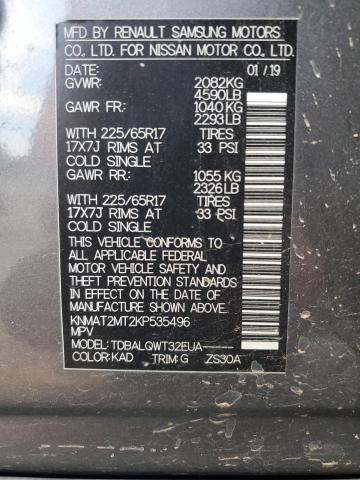 MFD BY RENAULT SAMSUNG MOTORS
CO., LTD. FOR NISSAN MOTOR CO., LTD.
DATE: 01 / 19
GVWR: 2082KG
4590LB
GAWR FR: 1040 KG
2293 LB
WITH 225/65R17 TIRES
17X7J RIMS AT 33 PSI
COLD SINGLE
GAWR RR: 1055 KG
2326 LB
WITH 225/65R17 TIRES
17X7J RIMS AT 33 PSI
COLD SINGLE
THIS VEHICLE CONFORMS TO
ALL APPLICABLE FEDERAL
MOTOR VEHICLE SAFETY AND
THEFT PREVENTION STANDARDS
IN EFFECT ON THE DATE OF
MANUFACTURE SHOWN ABOVE.
KNMAT2MT2KP535496
MPV
MODEL: TDBALQWT32EUA-----
COLOR: KAD TRIM: G ZS30A